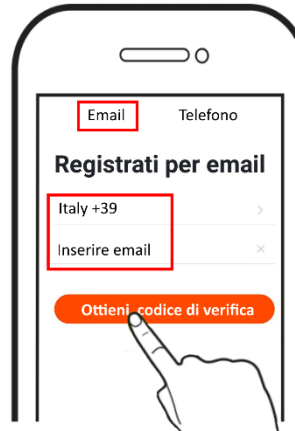 Email Telefono
Registrati per email
Italy +39
Inserire email
Ottieni codice di verifica